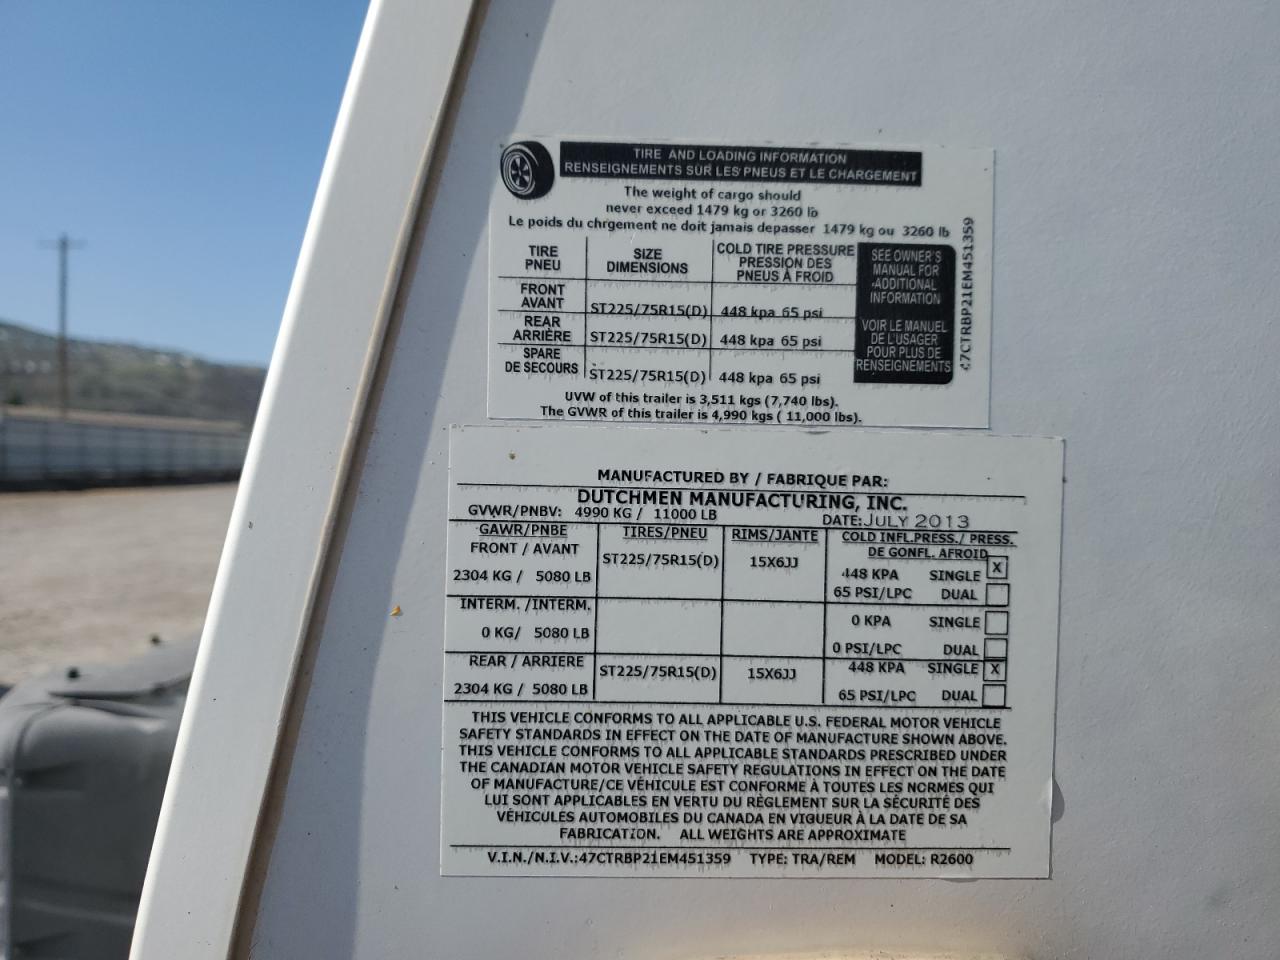 TIRE AND LOADING INFORMATION
RENSEIGNEMENTS SUR LES PNEUS ET LE CHARGEMENT
The weight of cargo should
never exceed 1479 kg or 3260 lb
Le poids du chrgement ne doit jamais depasser 1479 kg ou 3260 lb
TIRE
PNEU
SIZE
DIMENSIONS
COLD TIRE PRESSURE
PRESSION DES
PNEUS À FROID
FRONT
AVANT
ST225/75R15(D) 448 kpa 65 psi
REAR
ARRIÈRE
ST225/75R15(D) 448 kpa 65 psi
SPARE
DE SECOURS
ST225/75R15(D) 448 kpa 65 psi
SEE OWNER'S
MANUAL FOR
ADDITIONAL
INFORMATION
VOIR LE MANUEL
DE L'USAGER
POUR PLUS DE
RENSEIGNEMENTS
47CTRBP21EM451359
UVW of this trailer is 3,511 kgs (7,740 lbs).
The GVWR of this trailer is 4,990 kgs ( 11,000 lbs).
MANUFACTURED BY / FABRIQUE PAR:
DUTCHMEN MANUFACTURING, INC.
GVWR/PNBV: 4990 KG / 11000 LB DATE: JULY 2013
GAWR/PNBE TIRES/PNEU RIMS/JANTE COLD INFL.PRESS./ PRESS.
DE GONFL. AFROID
FRONT / AVANT ST225/75R15(D) 15X6JJ
2304 KG / 5080 LB 448 KPA SINGLE X
65 PSI/LPC DUAL
INTERM. /INTERM. 0 KPA SINGLE
0 KG/ 5080 LB 0 PSI/LPC DUAL
REAR / ARRIERE ST225/75R15(D) 15X6JJ 448 KPA SINGLE X
2304 KG / 5080 LB 65 PSI/LPC DUAL
THIS VEHICLE CONFORMS TO ALL APPLICABLE U.S. FEDERAL MOTOR VEHICLE
SAFETY STANDARDS IN EFFECT ON THE DATE OF MANUFACTURE SHOWN ABOVE.
THIS VEHICLE CONFORMS TO ALL APPLICABLE STANDARDS PRESCRIBED UNDER
THE CANADIAN MOTOR VEHICLE SAFETY REGULATIONS IN EFFECT ON THE DATE
OF MANUFACTURE/CE VÉHICULE EST CONFORME À TOUTES LES NORMES QUI
LUI SONT APPLICABLES EN VERTU DU RÈGLEMENT SUR LA SÉCURITÉ DES
VÉHICULES AUTOMOBILES DU CANADA EN VIGUEUR À LA DATE DE SA
FABRICATION. ALL WEIGHTS ARE APPROXIMATE
V.I.N./N.I.V.:47CTRBP21EM451359 TYPE: TRA/REM MODEL: R2600